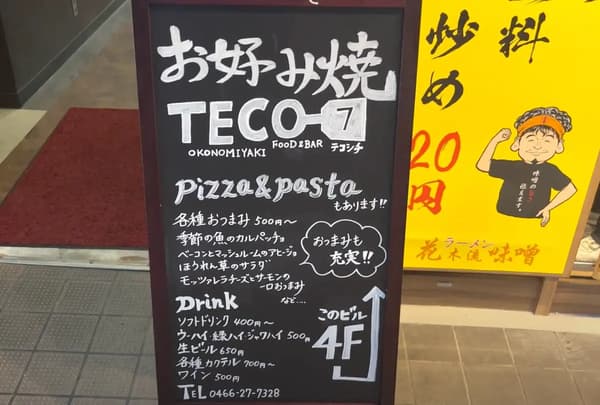 お好み焼
TECO 7
OKONOMIYAKI FOOD&BAR テコシチ
pizza&pasta
もあります!!
各種おつまみ 500円〜
季節の魚のカルパッチョ
ベーコンとマッシュルームのアヒージョ
ほうれん草のサラダ
モッツァレラチーズとサーモンの
一口おつまみ
など....
おつまみも
充実!!
Drink
ソフトドリンク 400円〜
ウーハイ・緑ハイ・ジャワハイ 500円
生ビール 650円
各種カクテル 700円〜
ワイン 500円
TEL 0466-27-7328
このビル
4F
料
炒め
20
円
ラーメン
花木流味噌